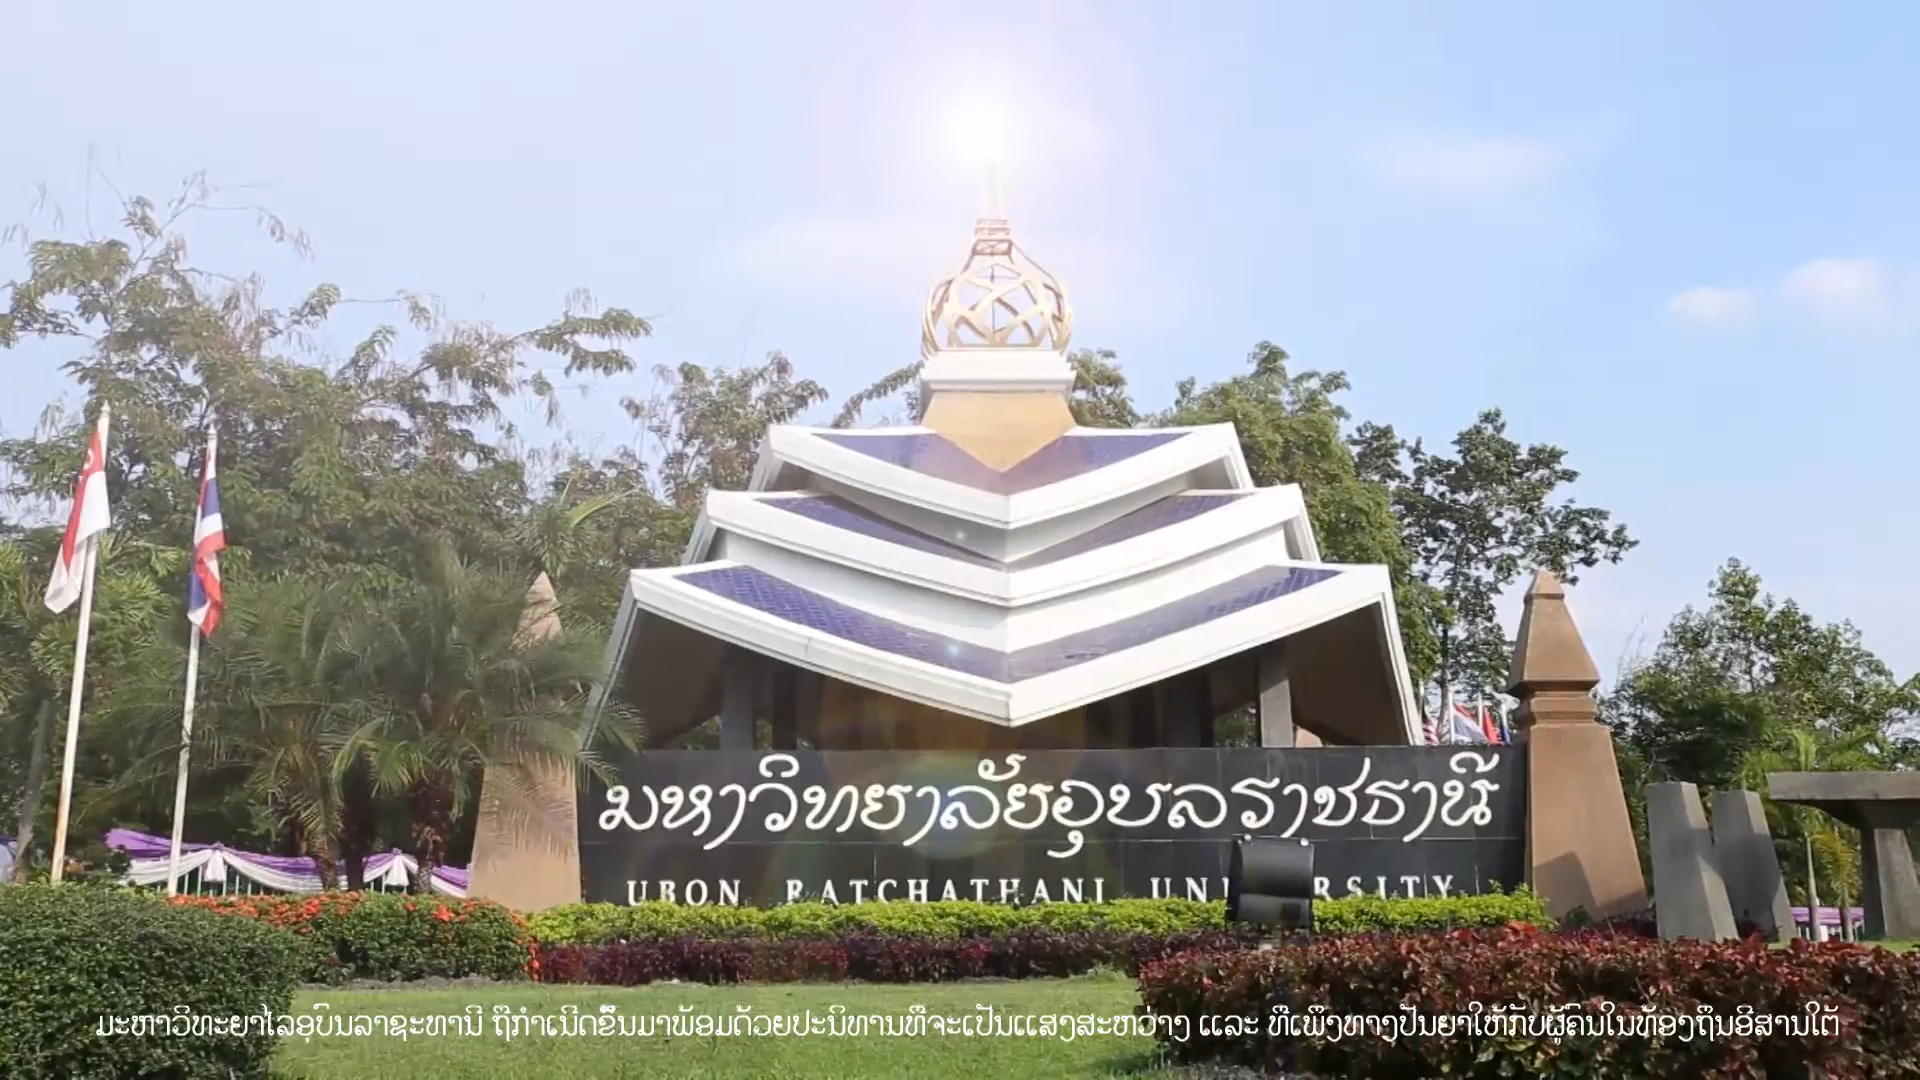 มหาวิทยาลัยอุบลราชธานี
UBON RATCHATHANI UNIVERSITY
ມະຫາວິທະຍາໄລອຸບົນລາຊະທານີ ຖືກຳເນີດຂຶ້ນມາພ້ອມດ້ວຍປະນິທານທີ່ຈະເປັນແສງສະຫວ່າງ ແລະ ທີ່ເພິ່ງທາງປັນຍາໃຫ້ກັບຜູ້ຄົນໃນທ້ອງຖິ່ນອີສານໃຕ້